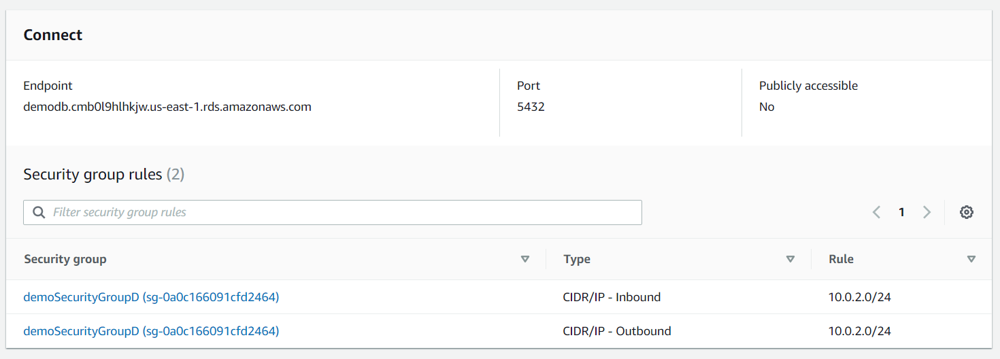 Connect
Endpoint
demodb.cmb0l9hlhkjw.us-east-1.rds.amazonaws.com
Port
5432
Publicly accessible
No
Security group rules (2)
Filter security group rules
1
Security group Type Rule
demoSecurityGroupD (sg-0a0c166091cfd2464) CIDR/IP - Inbound 10.0.2.0/24
demoSecurityGroupD (sg-0a0c166091cfd2464) CIDR/IP - Outbound 10.0.2.0/24